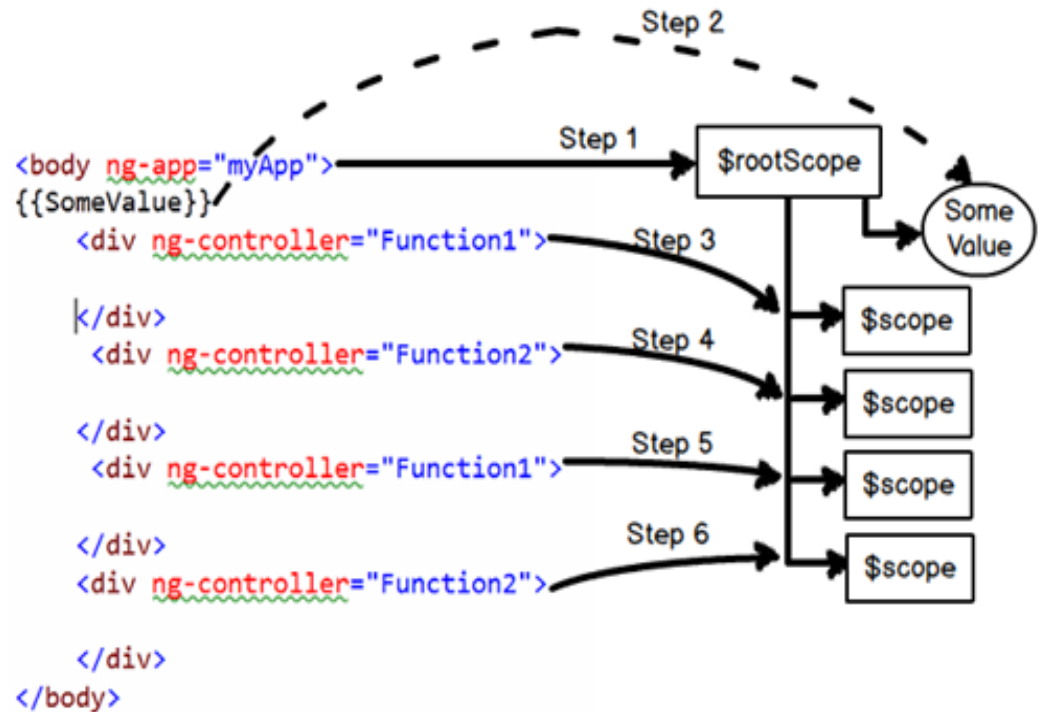 Step 2
Step 1
$rootScope
<body ng-app="myApp">
{{SomeValue}}
Some
Value
<div ng-controller="Function1">
Step 3
</div>
$scope
<div ng-controller="Function2">
Step 4
$scope
</div>
<div ng-controller="Function1">
Step 5
$scope
</div>
Step 6
<div ng-controller="Function2">
$scope
</div>
</body>